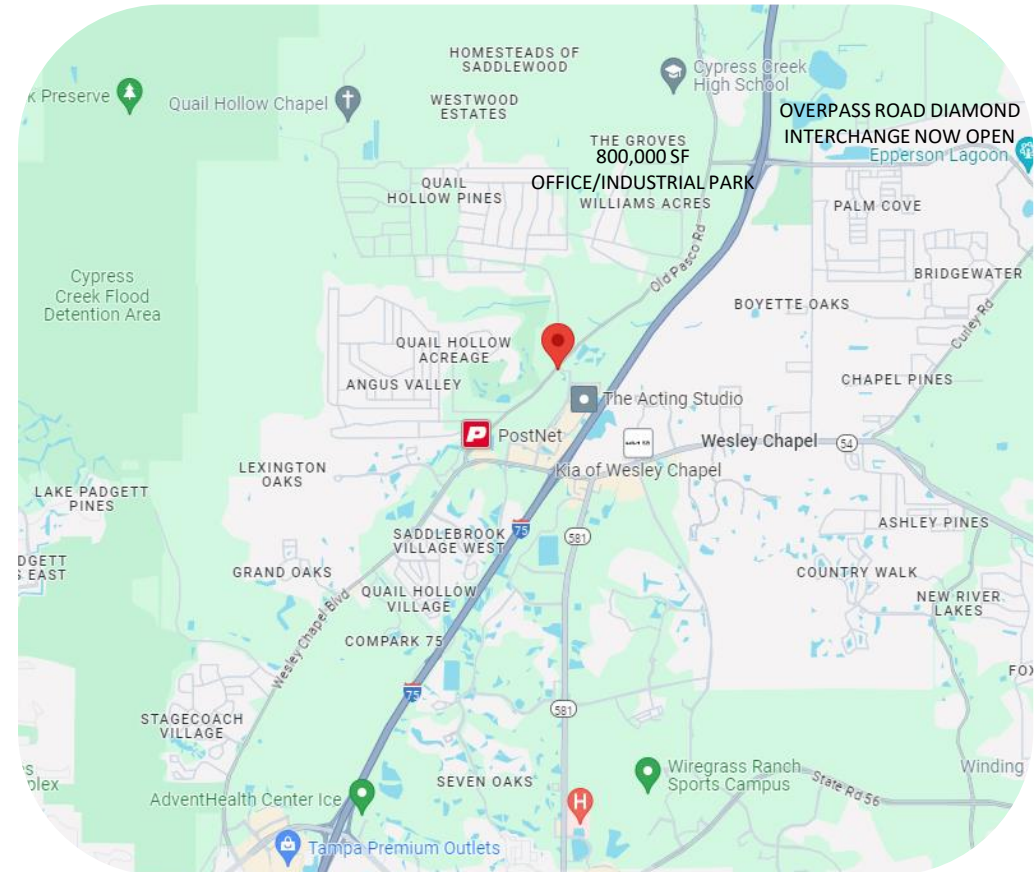 HOMESTEADS OF
SADDLEWOOD
Cypress Creek
High School
k Preserve
Quail Hollow Chapel
WESTWOOD
ESTATES
OVERPASS ROAD DIAMOND
INTERCHANGE NOW OPEN
THE GROVES
800,000 SF
OFFICE/INDUSTRIAL PARK
Epperson Lagoon
QUAIL
HOLLOW PINES
WILLIAMS ACRES
PALM COVE
Old Pasco Rd
Cypress
Creek Flood
Detention Area
BRIDGEWATER
BOYETTE OAKS
Curley Rd
QUAIL HOLLOW
ACREAGE
ANGUS VALLEY
CHAPEL PINES
The Acting Studio
P
PostNet
Wesley Chapel
54
Kia of Wesley Chapel
LEXINGTON
OAKS
LAKE PADGETT
PINES
SADDLEBROOK
VILLAGE WEST
75
581
ASHLEY PINES
DGETT
S EAST
GRAND OAKS
COUNTRY WALK
QUAIL HOLLOW
VILLAGE
NEW RIVER
LAKES
Wesley Chapel Blvd
COMPARK 75
FOX
75
581
STAGECOACH
VILLAGE
s
plex
SEVEN OAKS
Wiregrass Ranch
Sports Campus
Winding
State Rd 56
AdventHealth Center Ice
H
Tampa Premium Outlets